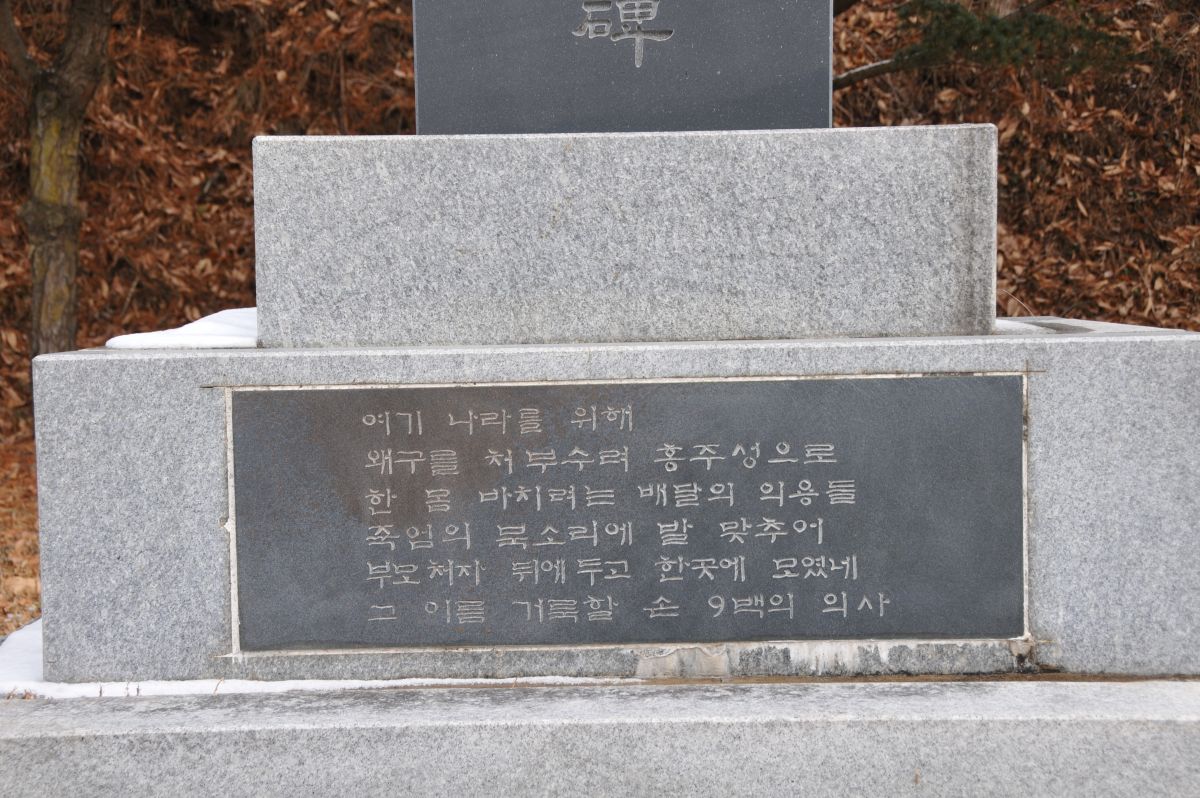 碑
여기 나라를 위해
왜구를 처부수려 홍주성으로
한 몸 바치려는 배달의 의용들
죽엄의 북소리에 발 맞추어
부모처자 뒤에두고 한곳에 모였네
그 이름 거룩할 손 9백의 의사